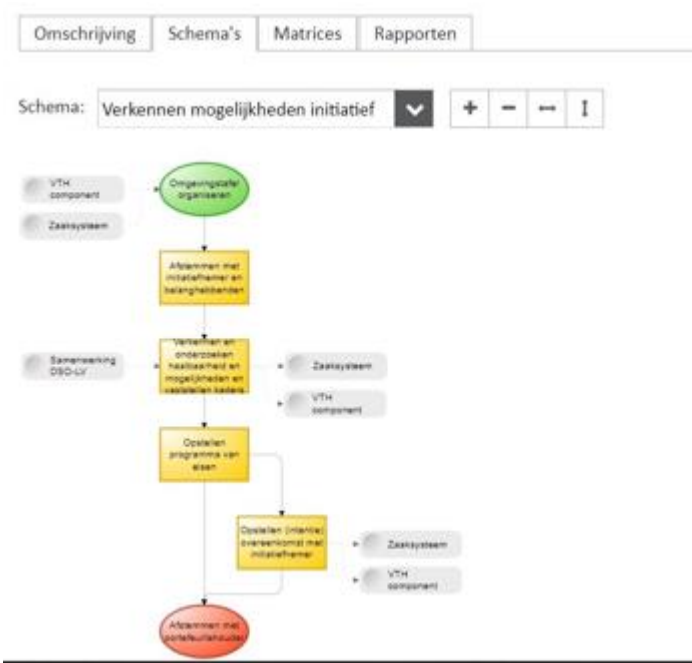 Omschrijving Schema's Matrices Rapporten
Schema: Verkennen mogelijkheden initiatief
VTH
component
Zaaksysteem
Omgevingstafel
organiseren
Afstemmen met
initiatiefnemer en
belanghebbenden
Samenwerking
DSO-LV
Verkennen en
onderzoeken
haalbaarheid en
mogelijkheden en
vaststellen kaders
Zaaksysteem
VTH
component
Opstellen
programma van
eisen
Opstellen (intentie)
overeenkomst met
initiatiefnemer
Zaaksysteem
VTH
component
Afstemmen met
portefeuillehouder